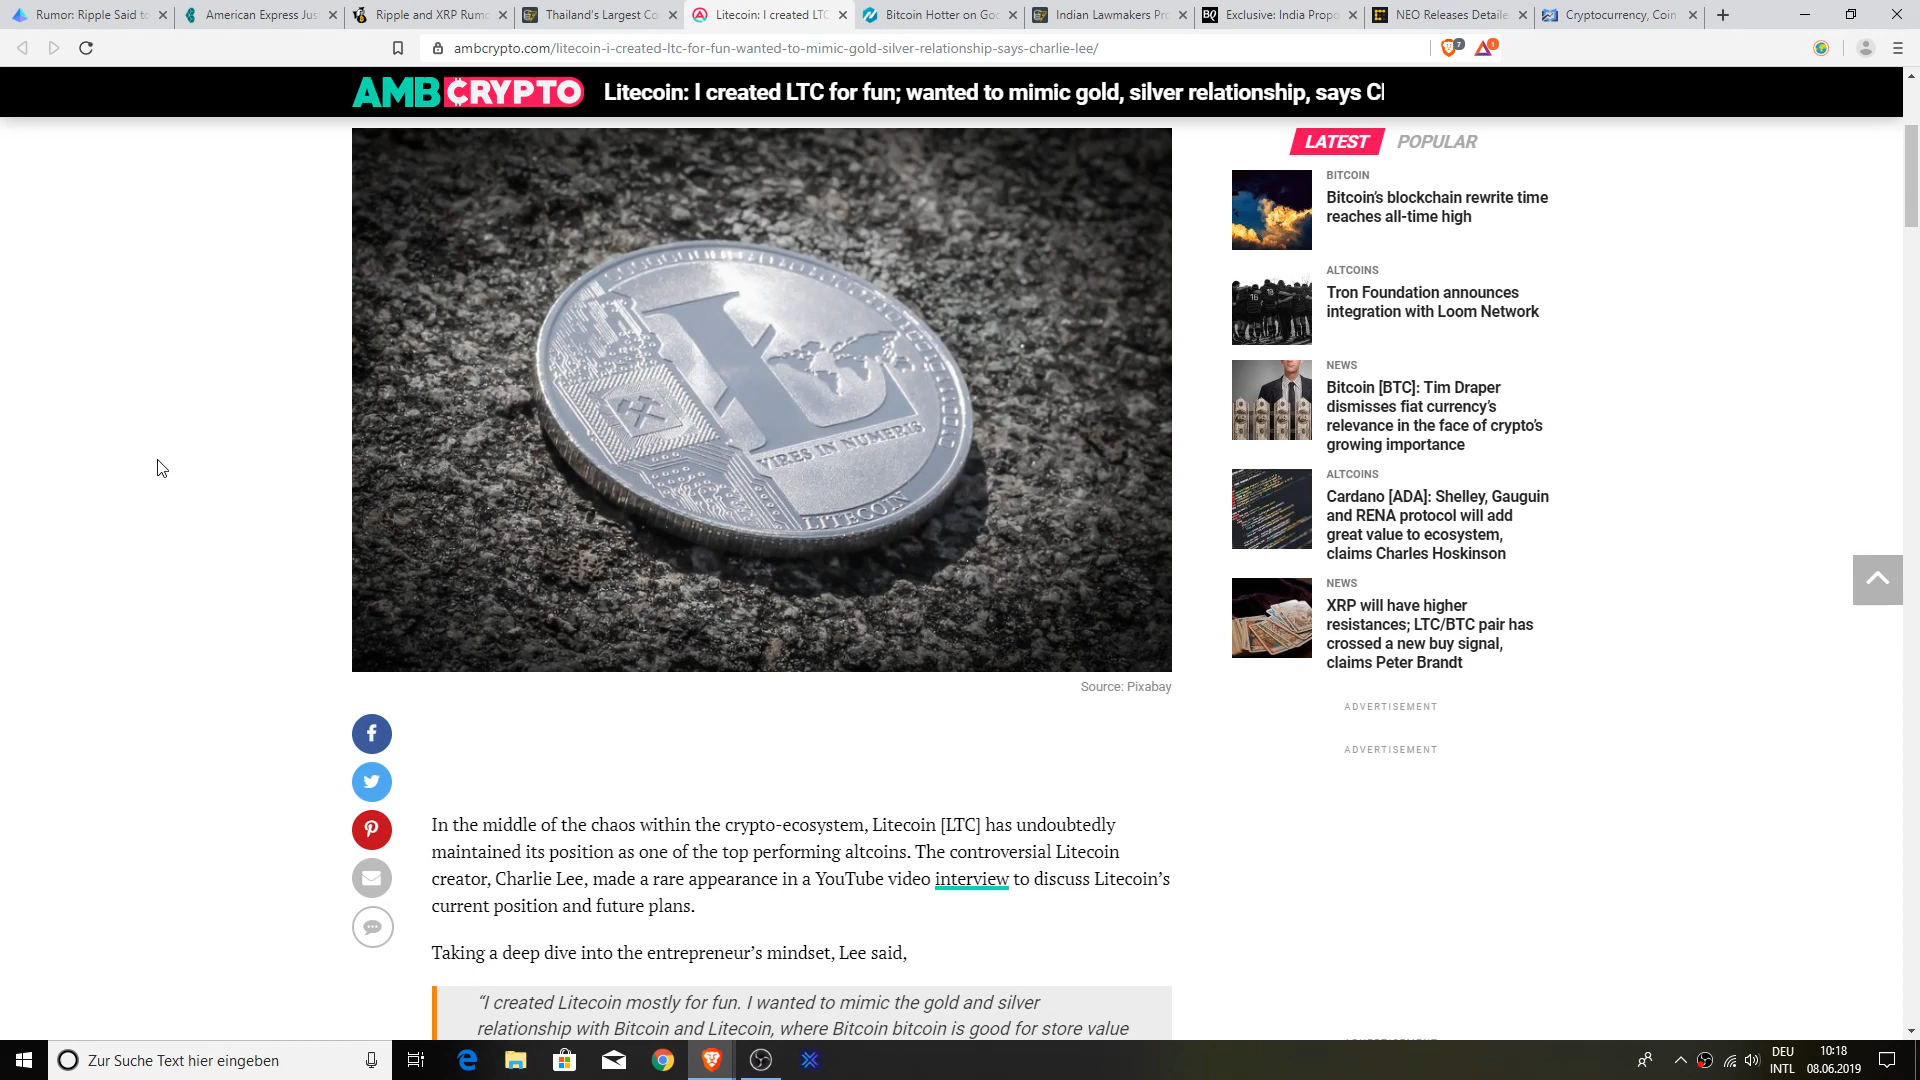 Rumor: Ripple Said to
American Express Jus
Ripple and XRP Rumo
Thailand's Largest Co
Litecoin: I created LTC
Bitcoin Hotter on Goo
Indian Lawmakers Pro
Exclusive: India Propo
NEO Releases Detaile
Cryptocurrency, Coin
ambcrypto.com/litecoin-i-created-ltc-for-fun-wanted-to-mimic-gold-silver-relationship-says-charlie-lee/
7
1
AMBCRYPTO
Litecoin: I created LTC for fun; wanted to mimic gold, silver relationship, says Cl
VIRES IN NUMERIS
LITECOIN
Source: Pixabay
In the middle of the chaos within the crypto-ecosystem, Litecoin [LTC] has undoubtedly
maintained its position as one of the top performing altcoins. The controversial Litecoin
creator, Charlie Lee, made a rare appearance in a YouTube video interview to discuss Litecoin's
current position and future plans.
Taking a deep dive into the entrepreneur's mindset, Lee said,
“I created Litecoin mostly for fun. I wanted to mimic the gold and silver
relationship with Bitcoin and Litecoin, where Bitcoin bitcoin is good for store value
LATEST POPULAR
BITCOIN
Bitcoin's blockchain rewrite time
reaches all-time high
ALTCOINS
Tron Foundation announces
integration with Loom Network
NEWS
Bitcoin [BTC]: Tim Draper
dismisses fiat currency's
relevance in the face of crypto's
growing importance
ALTCOINS
Cardano [ADA]: Shelley, Gauguin
and RENA protocol will add
great value to ecosystem,
claims Charles Hoskinson
NEWS
XRP will have higher
resistances; LTC/BTC pair has
crossed a new buy signal,
claims Peter Brandt
ADVERTISEMENT
ADVERTISEMENT
Zur Suche Text hier eingeben
DEU
INTL
10:18
08.06.2019